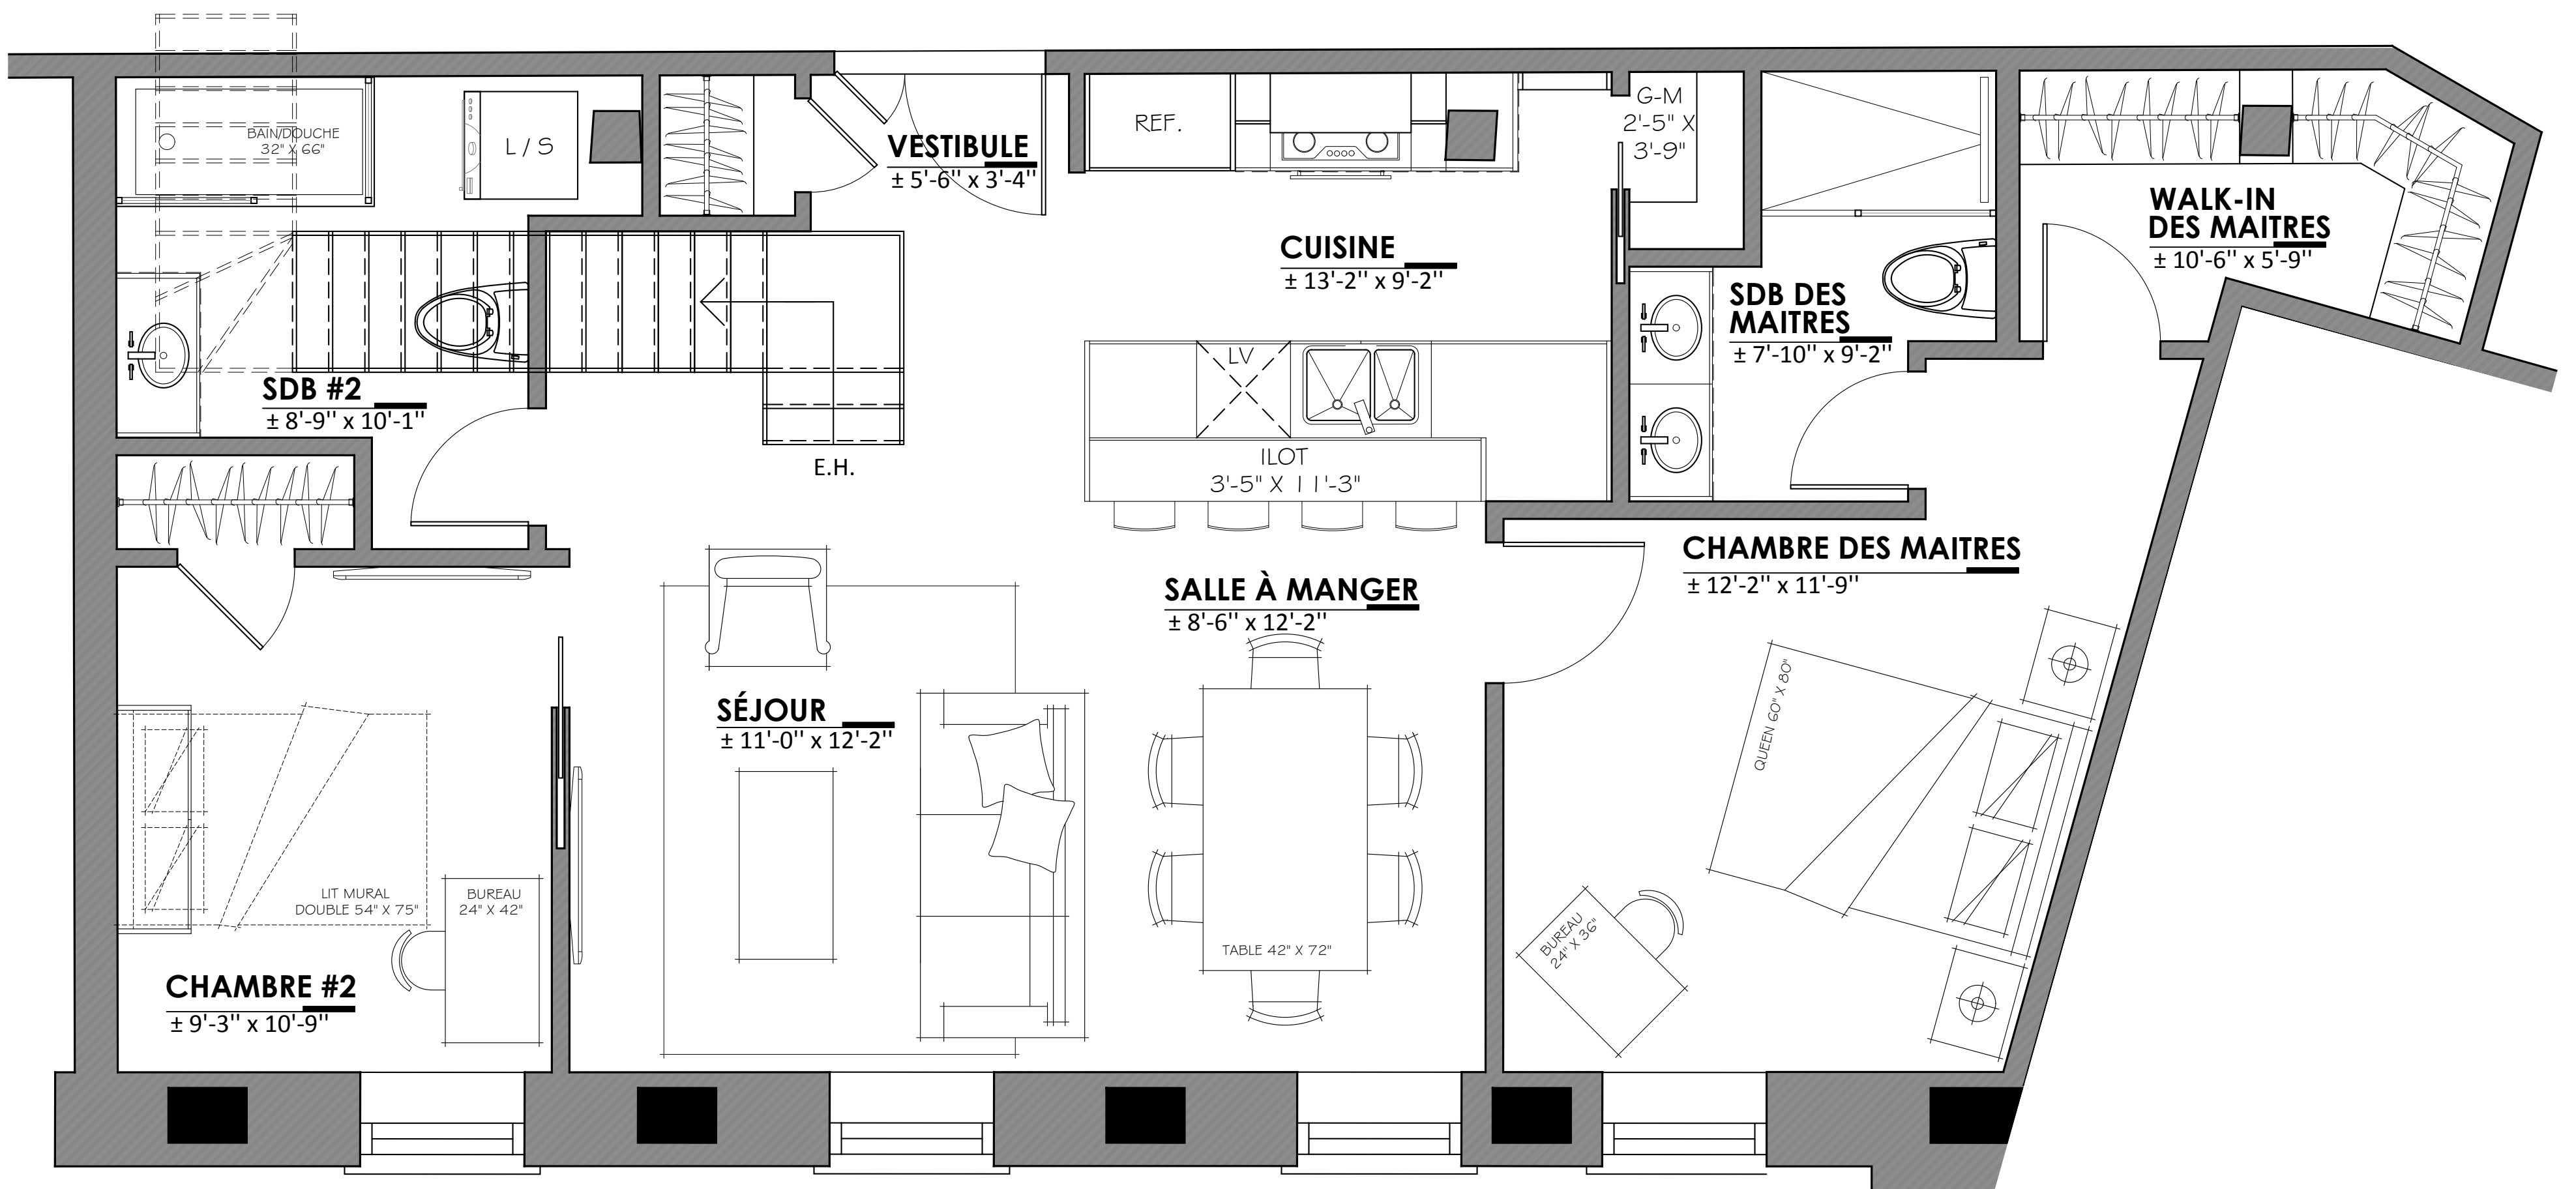 BAIN/DOUCHE
32" X 66"
L / S
VESTIBULE
± 5'-6'' x 3'-4''
REF.
G-M
2'-5" X
3'-9"
WALK-IN
DES MAITRES
± 10'-6'' x 5'-9''
CUISINE
± 13'-2'' x 9'-2''
SDB DES
MAITRES
± 7'-10'' x 9'-2''
SDB #2
± 8'-9'' x 10'-1''
LV
E.H.
ILOT
3'-5" X 11'-3"
CHAMBRE DES MAITRES
± 12'-2'' x 11'-9''
SALLE À MANGER
± 8'-6'' x 12'-2''
SÉJOUR
± 11'-0'' x 12'-2''
QUEEN 60" X 80"
LIT MURAL
DOUBLE 54" X 75"
BUREAU
24" X 42"
TABLE 42" X 72"
BUREAU
24" X 36"
CHAMBRE #2
± 9'-3'' x 10'-9''